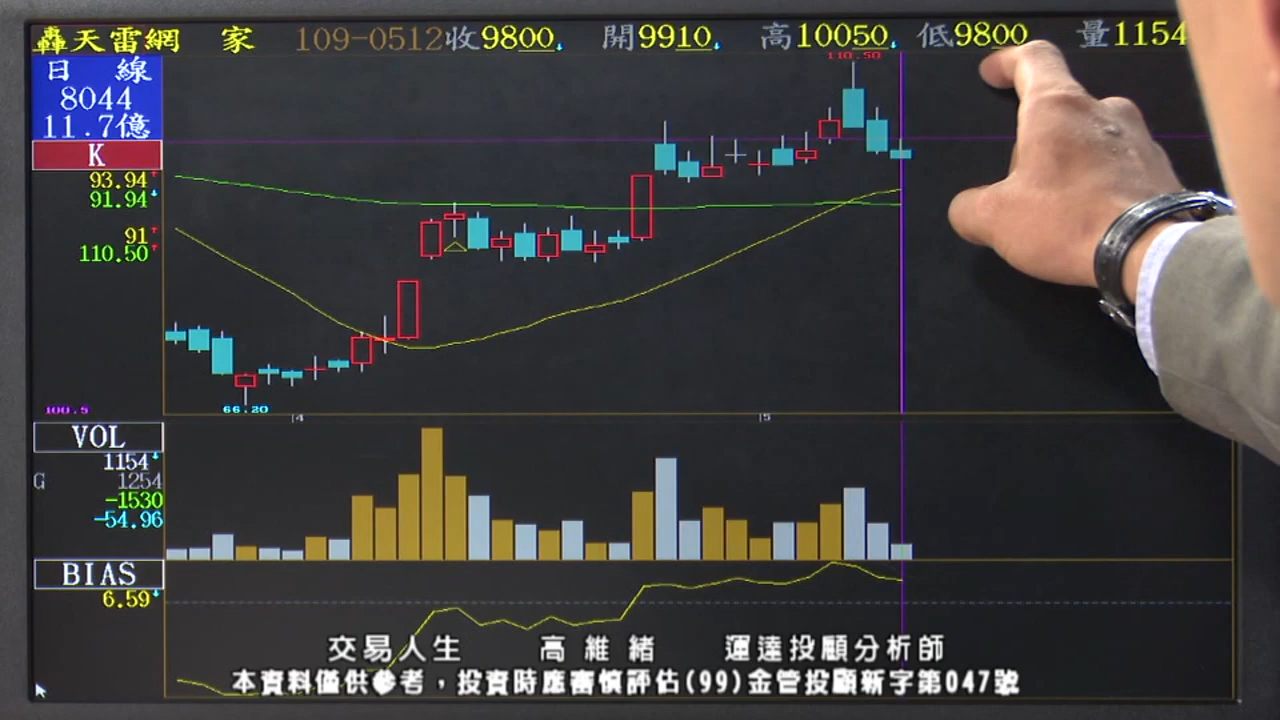 轟天雷網 家 109-0512收9800↓ 開9910↓ 高10050↓ 低9800 量1154
日 線
8044
11.7億
K
93.94↑
91.94↓
91↑
110.50↑
110.50
66.20
100.5
4 5
VOL
1154↓
G 1254
-1530
-54.96
BIAS
6.59↓
交易人生 高維緒 運達投顧分析師
本資料僅供參考，投資時應審慎評估(99)金管投顧新字第047號